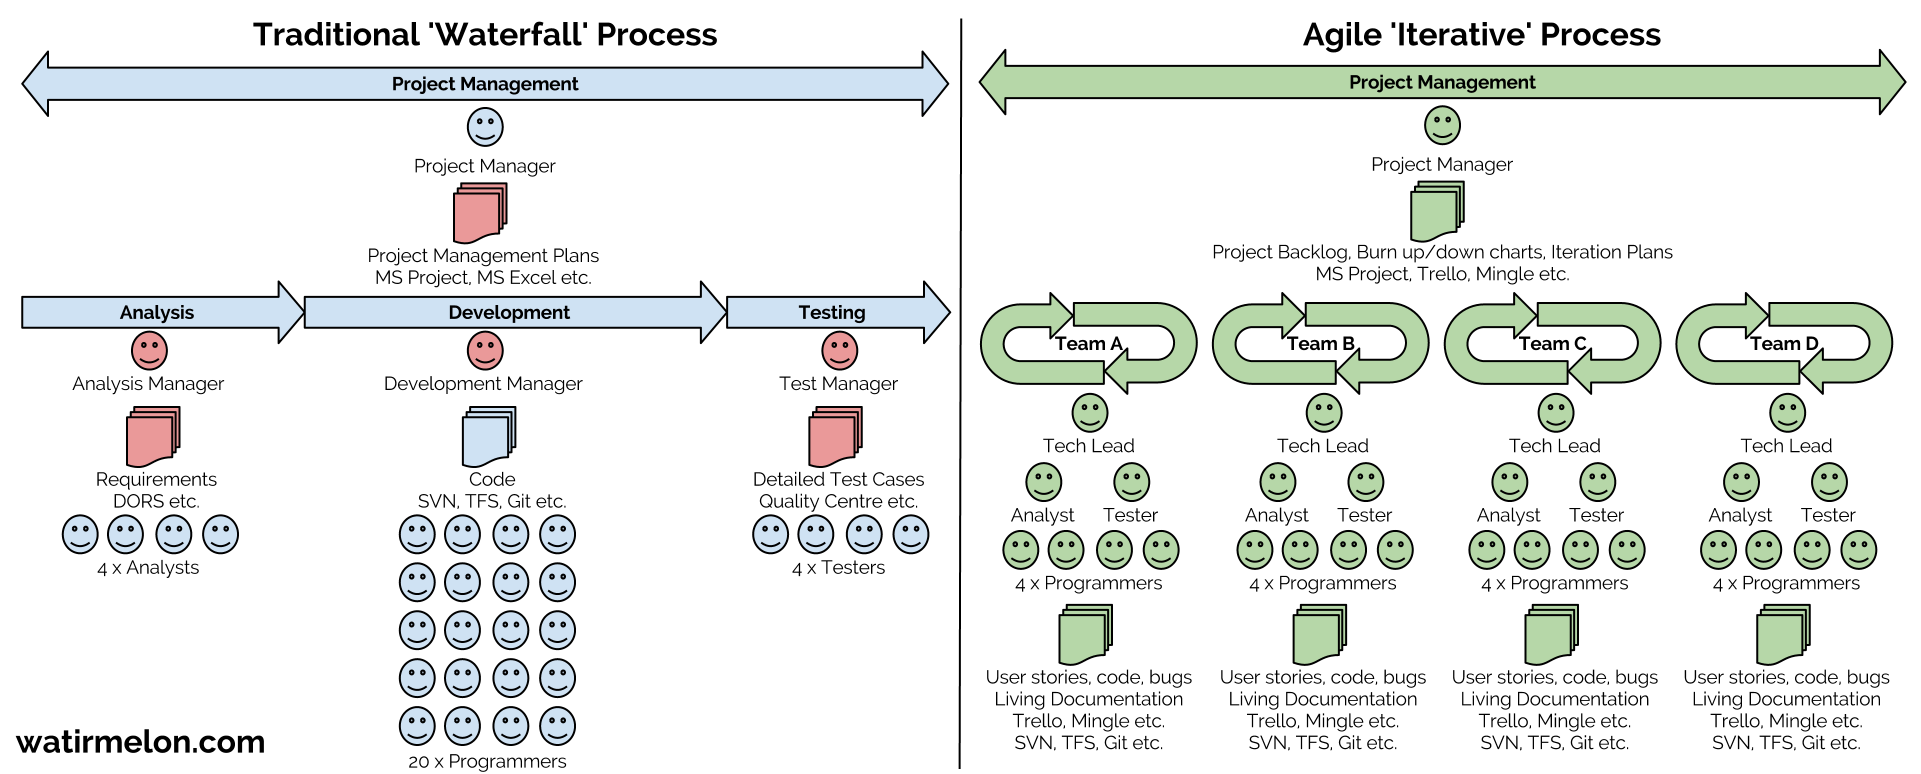 Traditional 'Waterfall' Process
Project Management
Project Manager
Project Management Plans
MS Project, MS Excel etc.
Analysis
Development
Testing
Analysis Manager
Development Manager
Test Manager
Requirements
DORS etc.
Code
SVN, TFS, Git etc.
Detailed Test Cases
Quality Centre etc.
4 x Analysts
20 x Programmers
4 x Testers
watirmelon.com
Agile 'Iterative' Process
Project Management
Project Manager
Project Backlog, Burn up/down charts, Iteration Plans
MS Project, Trello, Mingle etc.
Team A
Tech Lead
Analyst
Tester
4 x Programmers
User stories, code, bugs
Living Documentation
Trello, Mingle etc.
SVN, TFS, Git etc.
Team B
Tech Lead
Analyst
Tester
4 x Programmers
User stories, code, bugs
Living Documentation
Trello, Mingle etc.
SVN, TFS, Git etc.
Team C
Tech Lead
Analyst
Tester
4 x Programmers
User stories, code, bugs
Living Documentation
Trello, Mingle etc.
SVN, TFS, Git etc.
Team D
Tech Lead
Analyst
Tester
4 x Programmers
User stories, code, bugs
Living Documentation
Trello, Mingle etc.
SVN, TFS, Git etc.